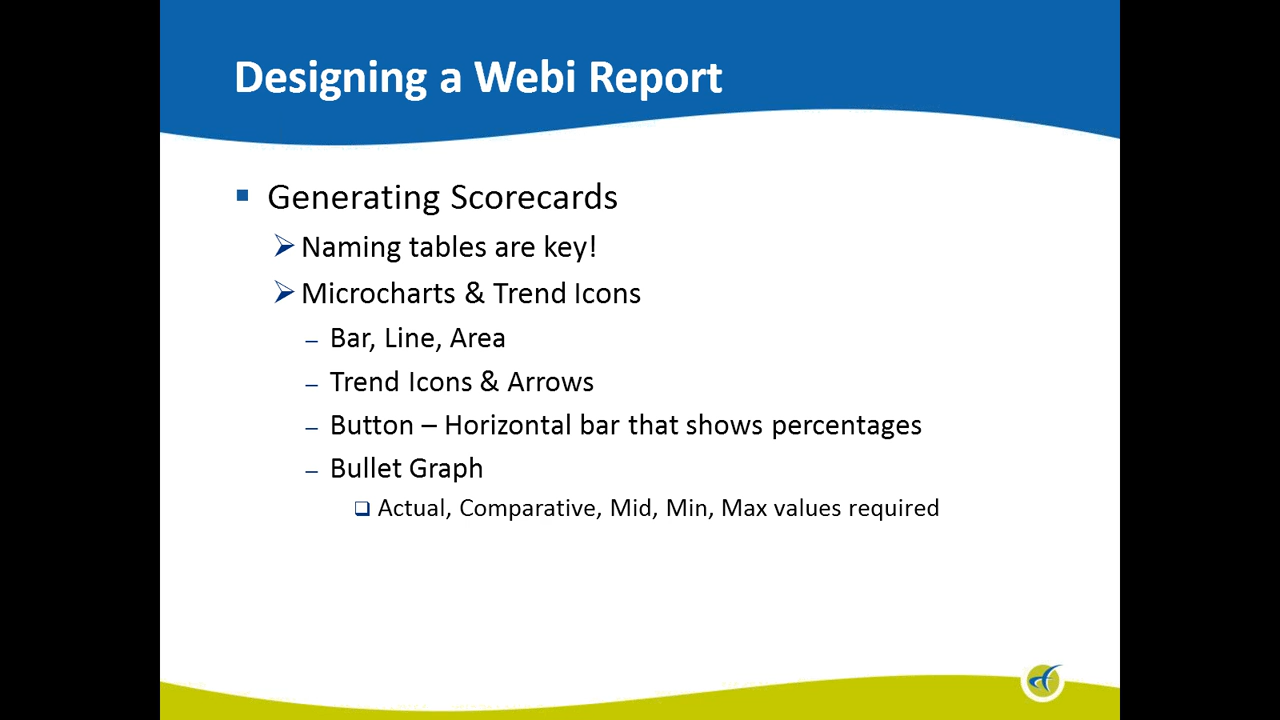 Designing a Webi Report
Generating Scorecards
Naming tables are key!
Microcharts & Trend Icons
– Bar, Line, Area
– Trend Icons & Arrows
– Button – Horizontal bar that shows percentages
– Bullet Graph
Actual, Comparative, Mid, Min, Max values required